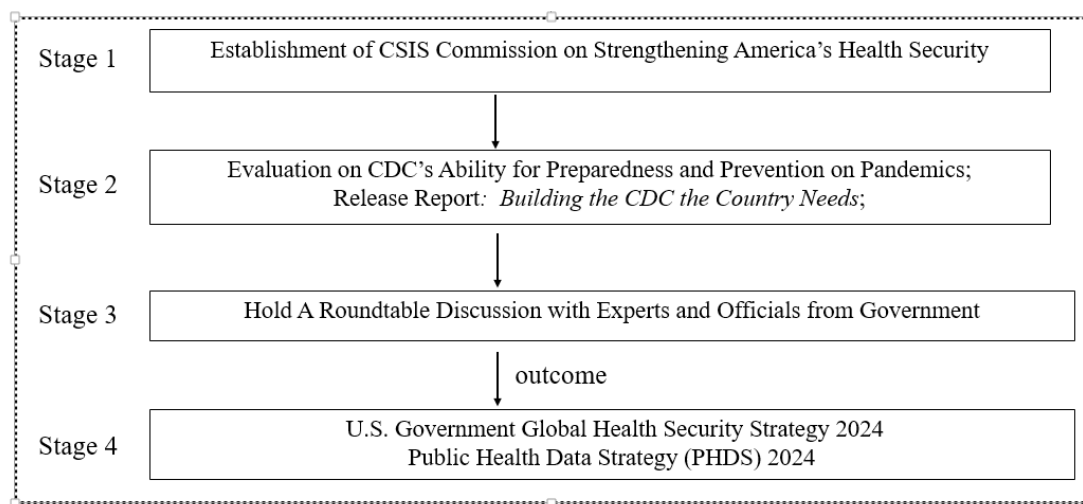 Stage 1
Establishment of CSIS Commission on Strengthening America’s Health Security
Stage 2
Evaluation on CDC’s Ability for Preparedness and Prevention on Pandemics;
Release Report: Building the CDC the Country Needs;
Stage 3
Hold A Roundtable Discussion with Experts and Officials from Government
outcome
Stage 4
U.S. Government Global Health Security Strategy 2024
Public Health Data Strategy (PHDS) 2024